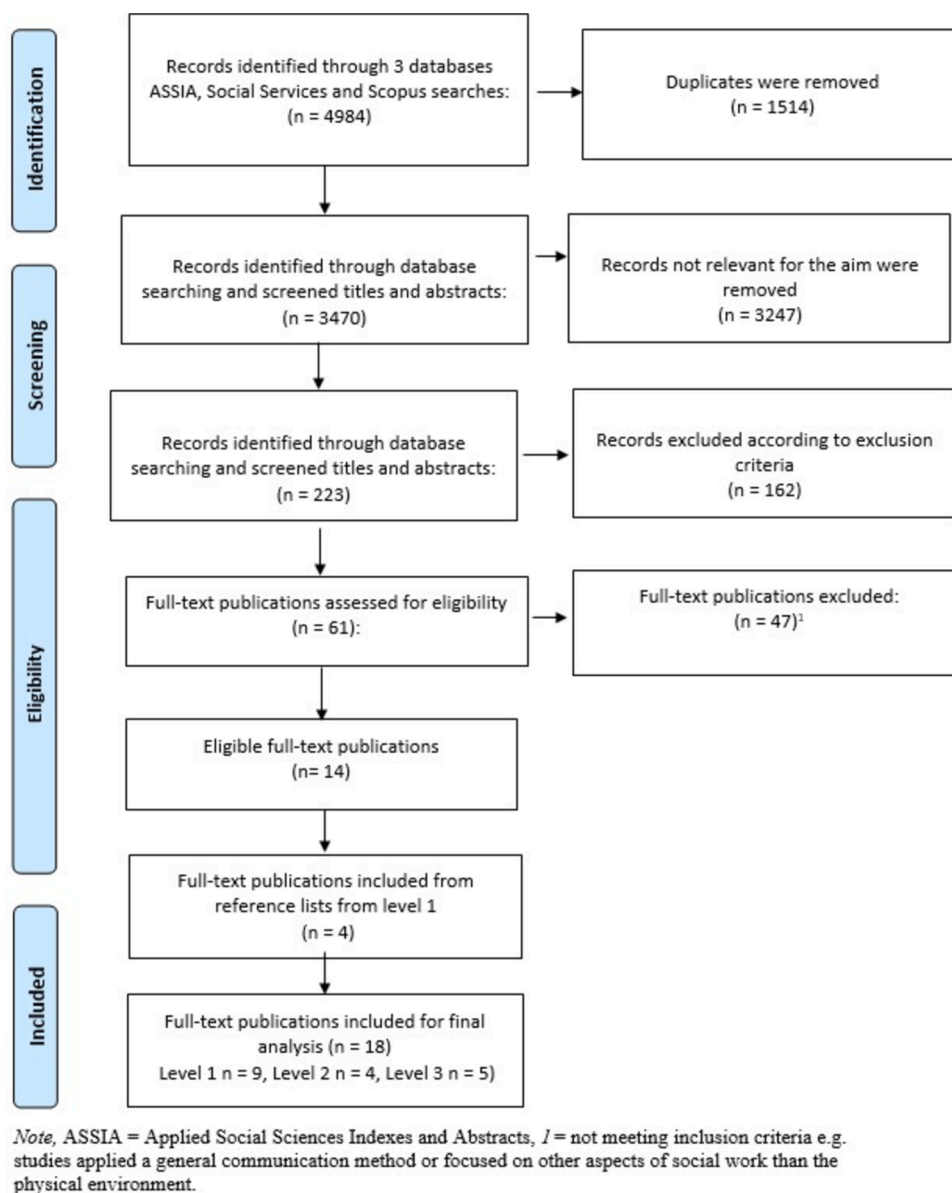 Identification
Records identified through 3 databases
ASSIA, Social Services and Scopus searches:
(n = 4984)
Duplicates were removed
(n = 1514)
Screening
Records identified through database
searching and screened titles and abstracts:
(n = 3470)
Records not relevant for the aim were
removed
(n = 3247)
Records identified through database
searching and screened titles and abstracts:
(n = 223)
Records excluded according to exclusion
criteria
(n = 162)
Eligibility
Full-text publications assessed for eligibility
(n = 61):
Full-text publications excluded:
(n = 47)¹
Eligible full-text publications
(n= 14)
Full-text publications included from
reference lists from level 1
(n = 4)
Included
Full-text publications included for final
analysis (n = 18)
Level 1 n = 9, Level 2 n = 4, Level 3 n = 5)
Note, ASSIA = Applied Social Sciences Indexes and Abstracts, 1 = not meeting inclusion criteria e.g.
studies applied a general communication method or focused on other aspects of social work than the
physical environment.